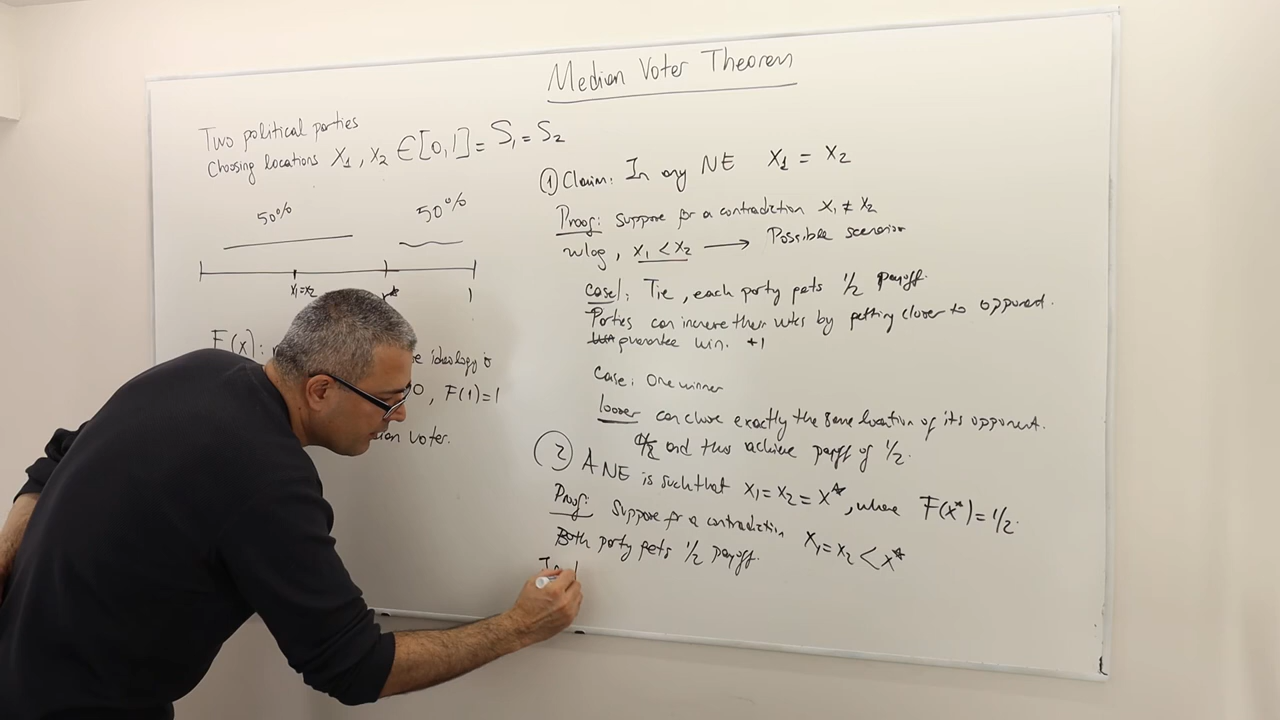 Median Voter Theorem
Two political parties
Choosing locations X₁, X₂ ∈ [0,1] = S₁ = S₂
50% 50%
X₁=X₂ X* 1
F(X): ideology is
0, F(1)=1
voter.
① Claim: In any NE X₁ = X₂
Proof: Suppose for a contradiction X₁ ≠ X₂
wlog, X₁ < X₂ → Possible scenarios
Case1: Tie, each party gets 1/2 payoff.
Parties can increase their votes by getting closer to opponent.
guarantee win. +1
Case: One winner
looser can chose exactly the same location of its opponent.
and thus achieve payoff of 1/2.
② A NE is such that X₁=X₂=X*, where F(X*)=1/2.
Proof: Suppose for a contradiction X₁=X₂ < X*
Both party gets 1/2 payoff.